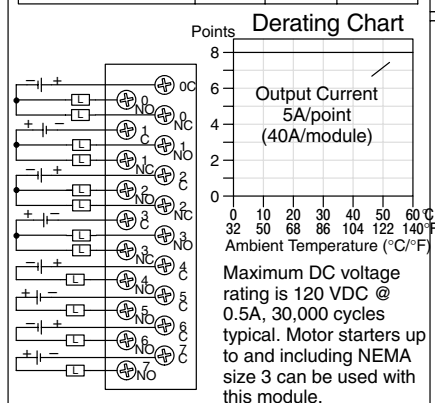 Derating Chart
Points
8
6
4
2
0
Output Current
5A/point
(40A/module)
0 10 20 30 40 50 60°C
32 50 68 86 104 122 140°F
Ambient Temperature (°C/°F)
Maximum DC voltage
rating is 120 VDC @
0.5A, 30,000 cycles
typical. Motor starters up
to and including NEMA
size 3 can be used with
this module.
− +
0C
L
0
NO
L
0
NC
+ −
1
C
L
1
NO
L
1
NC
− +
2
C
L
2
NO
L
2
NC
+ −
3
C
L
3
NO
L
3
NC
− +
4
C
L
4
NO
+ −
5
C
L
5
NO
− +
6
C
L
6
NO
+ −
7
C
L
7
NO